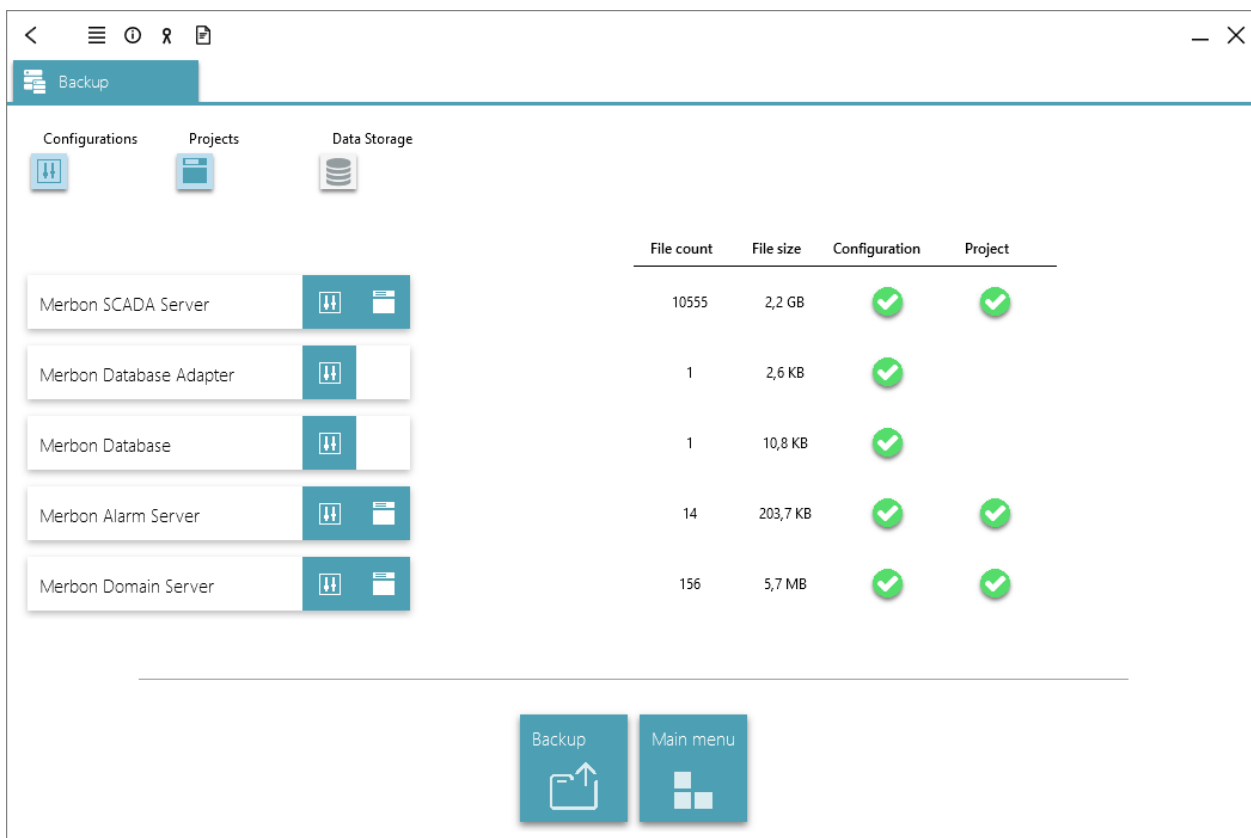 Backup
Configurations Projects Data Storage
File count File size Configuration Project
Merbon SCADA Server 10555 2,2 GB
Merbon Database Adapter 1 2,6 KB
Merbon Database 1 10,8 KB
Merbon Alarm Server 14 203,7 KB
Merbon Domain Server 156 5,7 MB
Backup Main menu